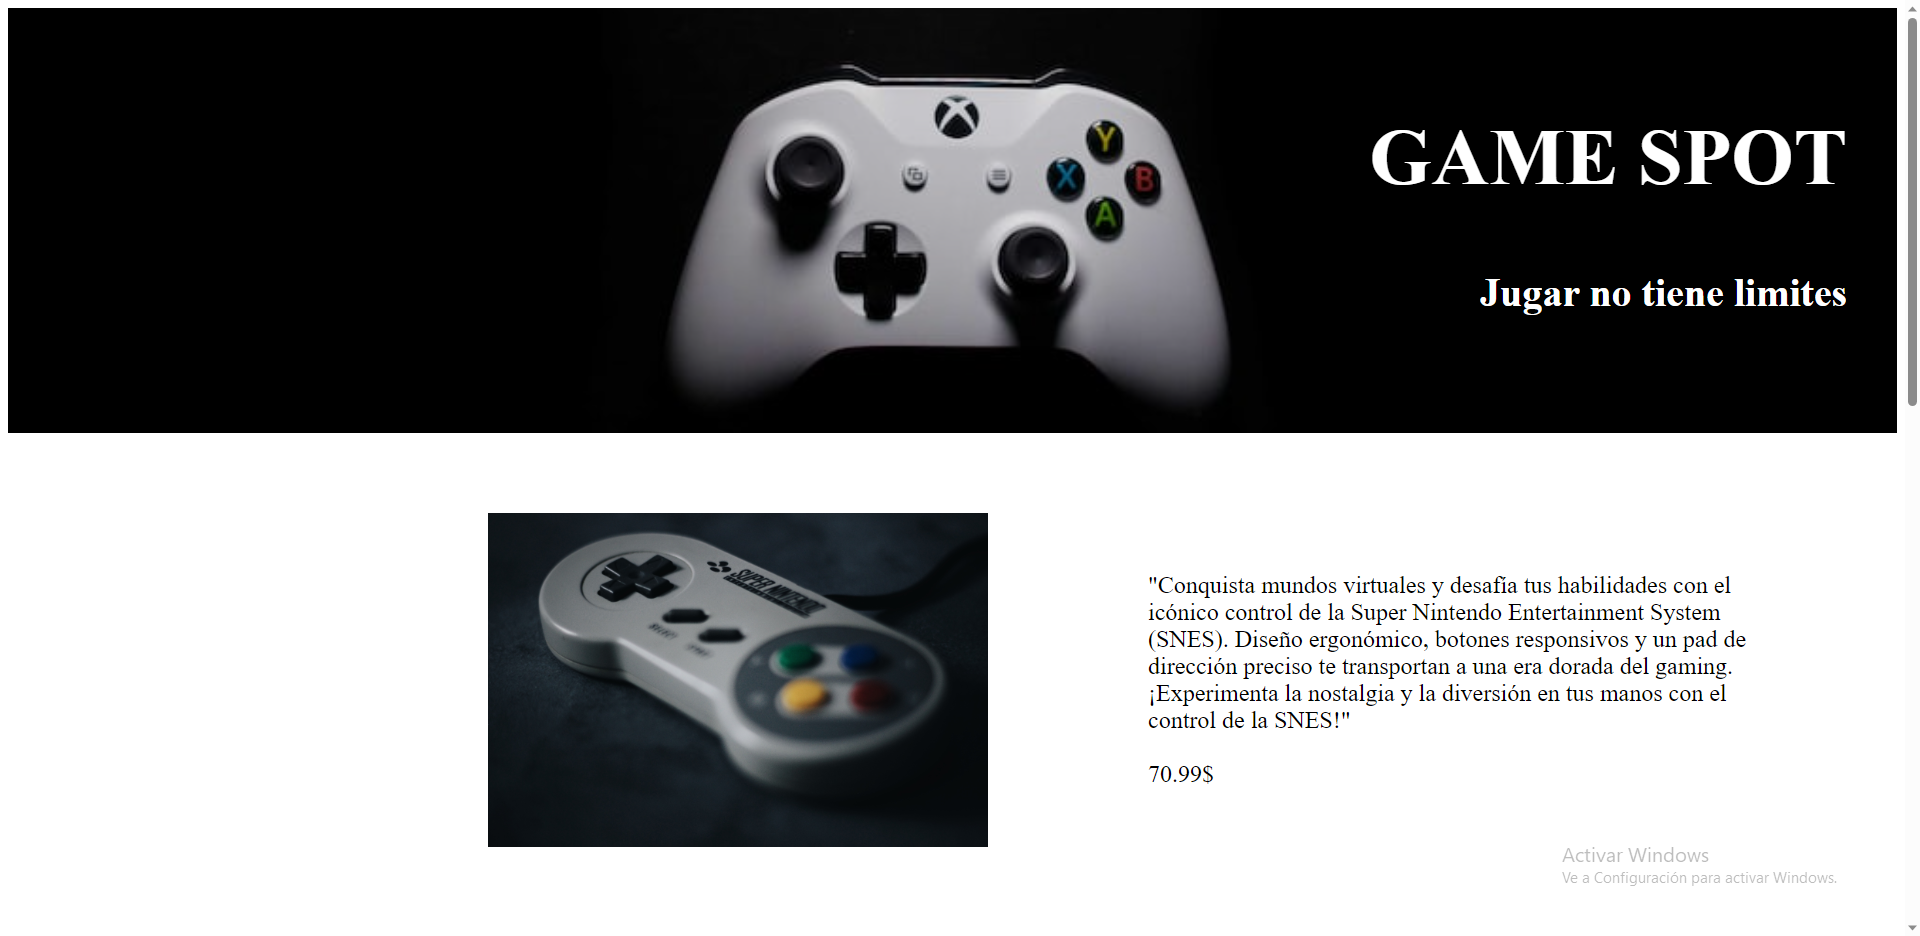 GAME SPOT
Jugar no tiene limites
Y
X
B
A
SUPER NINTENDO
SELECT
"Conquista mundos virtuales y desafía tus habilidades con el
icónico control de la Super Nintendo Entertainment System
(SNES). Diseño ergonómico, botones responsivos y un pad de
dirección preciso te transportan a una era dorada del gaming.
¡Experimenta la nostalgia y la diversión en tus manos con el
control de la SNES!"
70.99$
Activar Windows
Ve a Configuración para activar Windows.